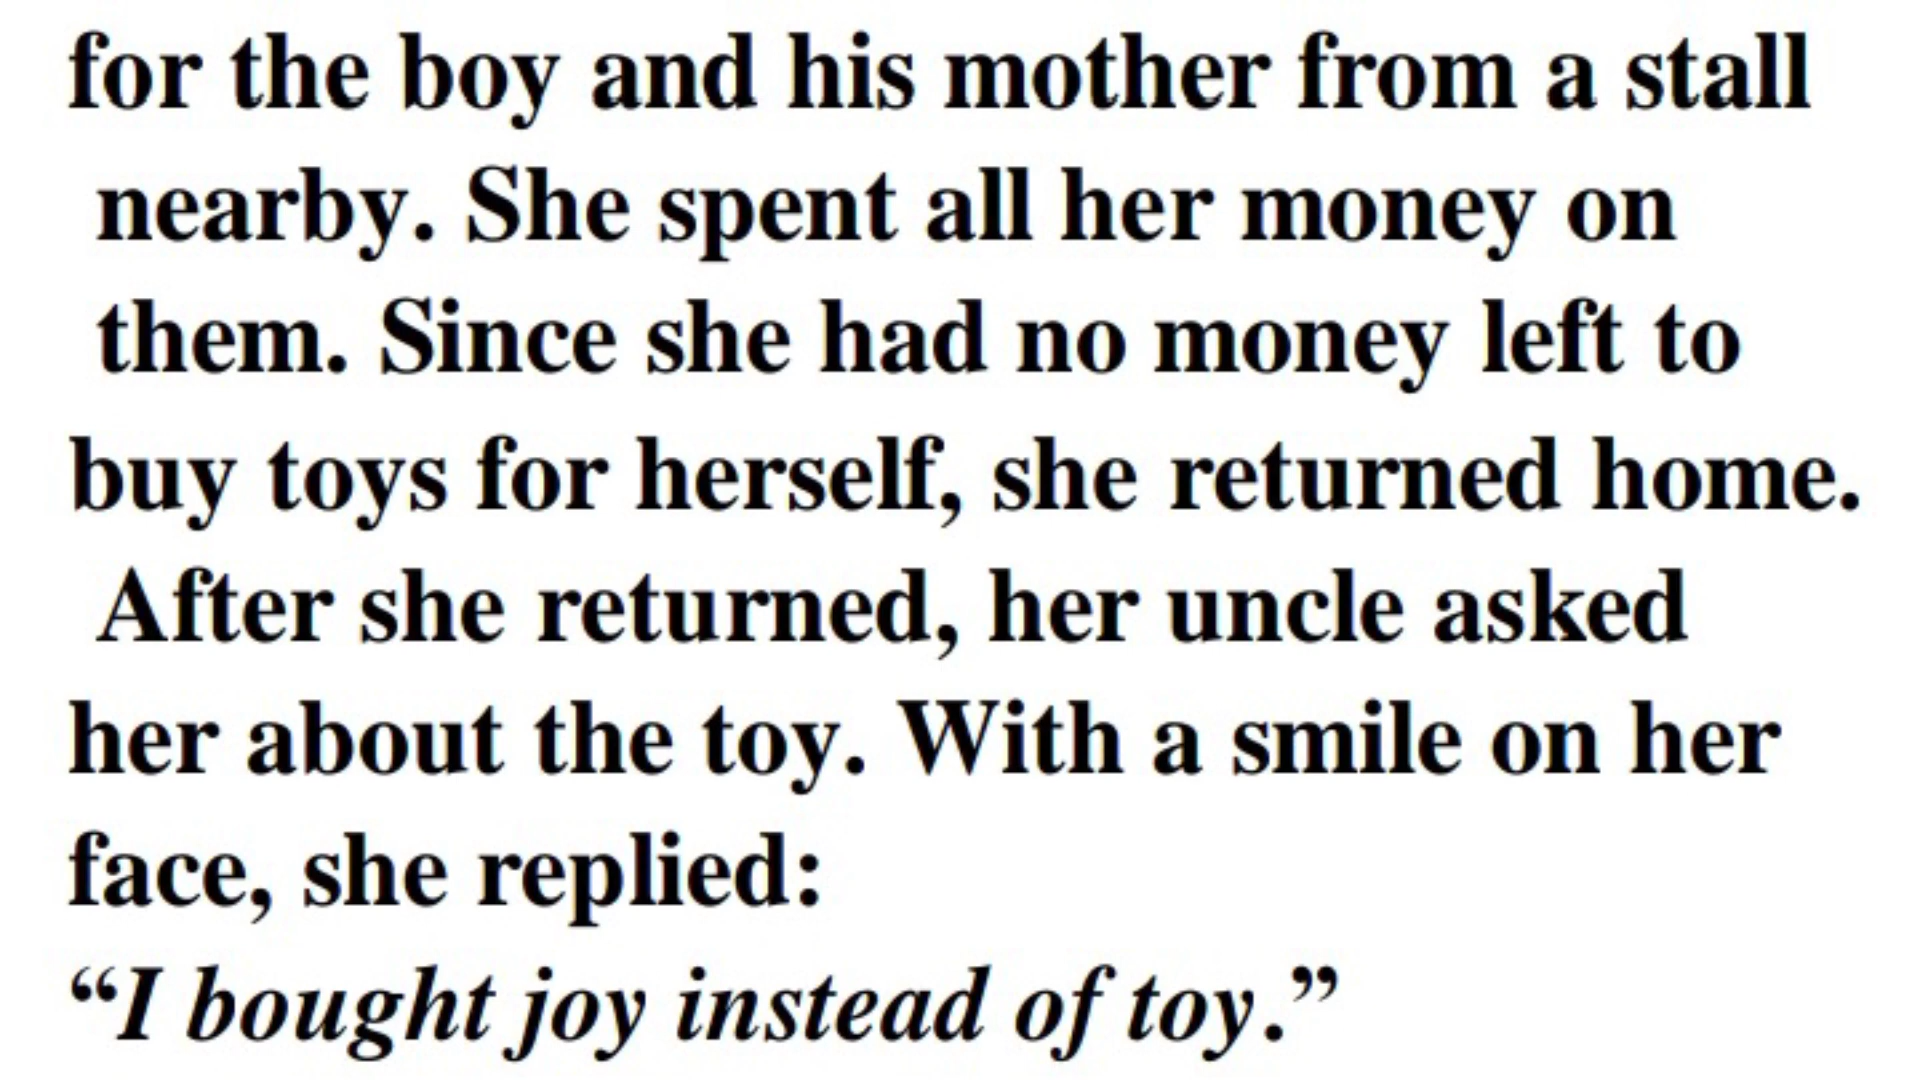 for the boy and his mother from a stall
nearby. She spent all her money on
them. Since she had no money left to
buy toys for herself, she returned home.
After she returned, her uncle asked
her about the toy. With a smile on her
face, she replied:
“I bought joy instead of toy.”